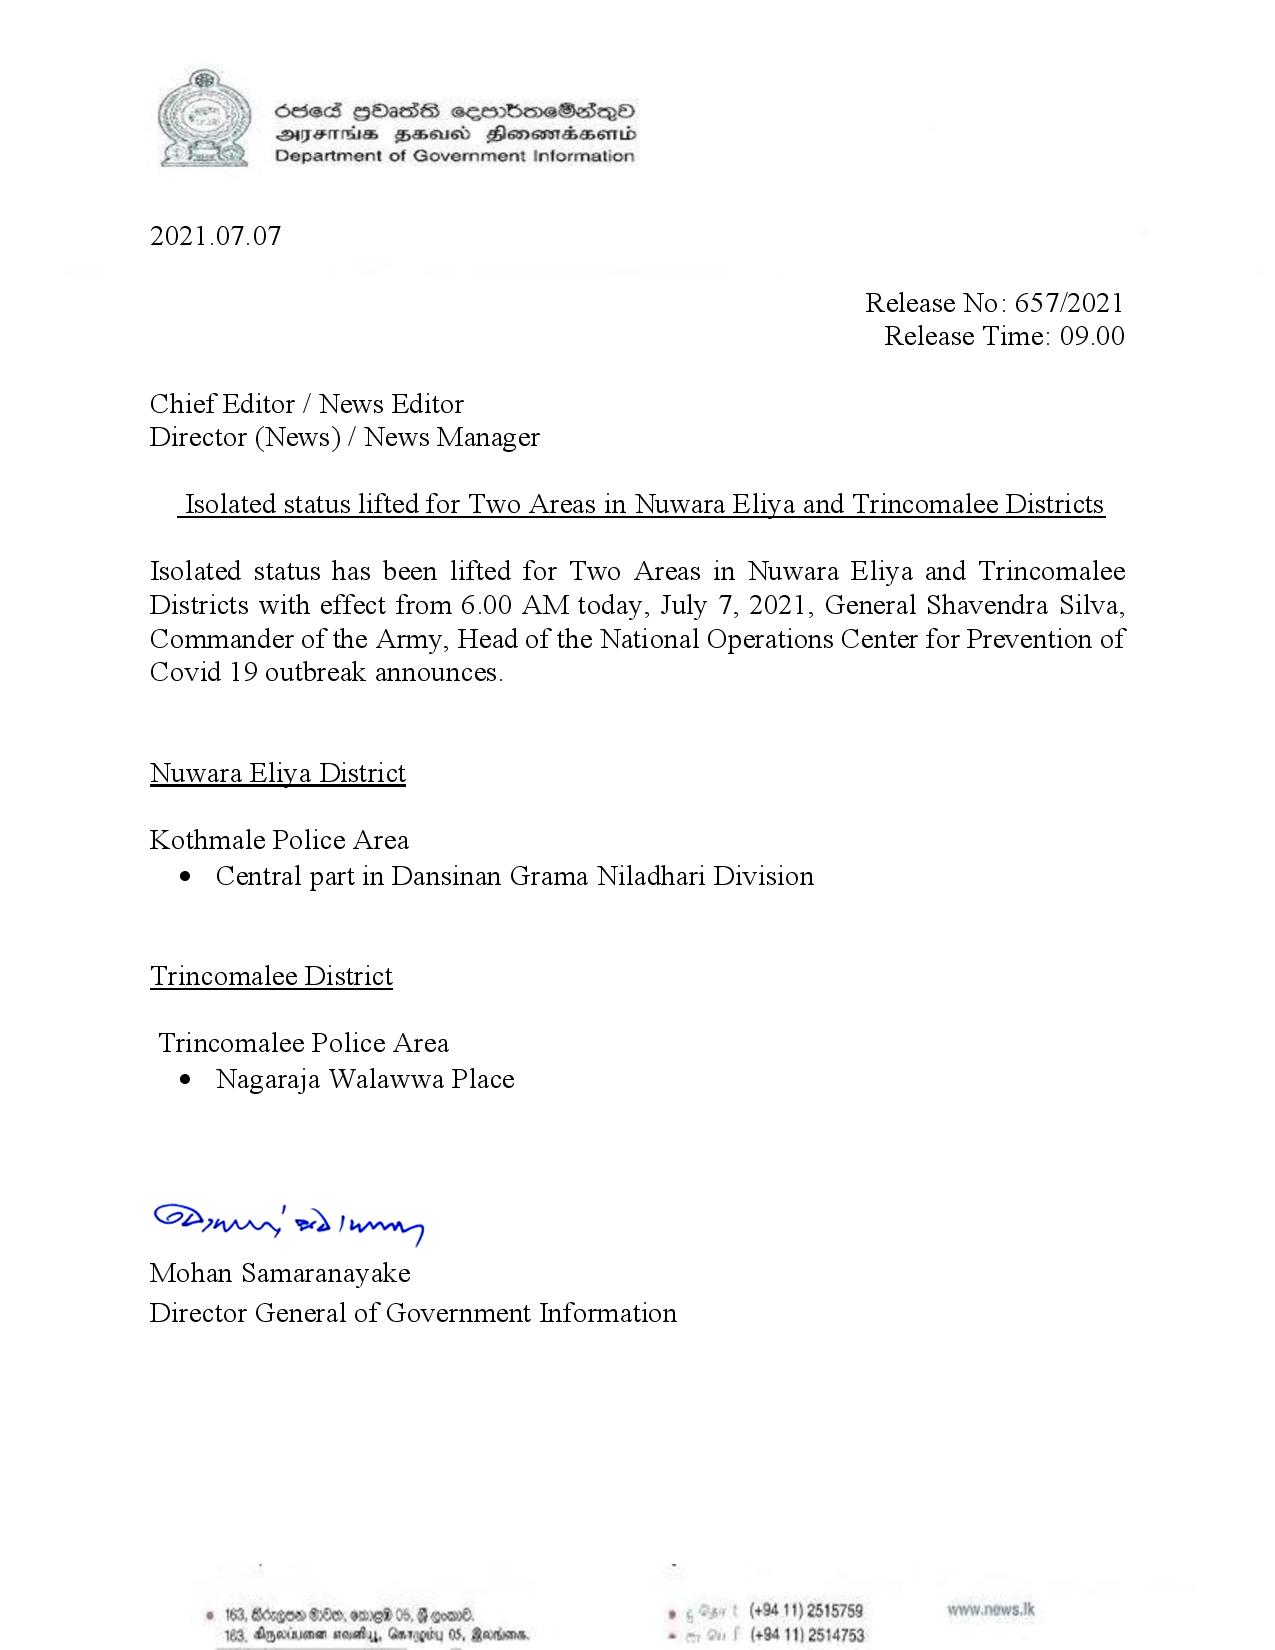 රජයේ ප්‍රවෘත්ති දෙපාර්තමේන්තුව
அரசாங்க தகவல் திணைக்களம்
Department of Government Information
2021.07.07
Release No: 657/2021
Release Time: 09.00
Chief Editor / News Editor
Director (News) / News Manager
Isolated status lifted for Two Areas in Nuwara Eliya and Trincomalee Districts
Isolated status has been lifted for Two Areas in Nuwara Eliya and Trincomalee
Districts with effect from 6.00 AM today, July 7, 2021, General Shavendra Silva,
Commander of the Army, Head of the National Operations Center for Prevention of
Covid 19 outbreak announces.
Nuwara Eliya District
Kothmale Police Area
• Central part in Dansinan Grama Niladhari Division
Trincomalee District
Trincomalee Police Area
• Nagaraja Walawwa Place
Mohan Samaranayake
Director General of Government Information
163, කිරුලපන මාවත, කොළඹ 05, ශ්‍රී ලංකාව.
(+94 11) 2515759
www.news.lk
163, கிருலப்பனை எவனியூ, கொழும்பு 05, இலங்கை.
(+94 11) 2514753